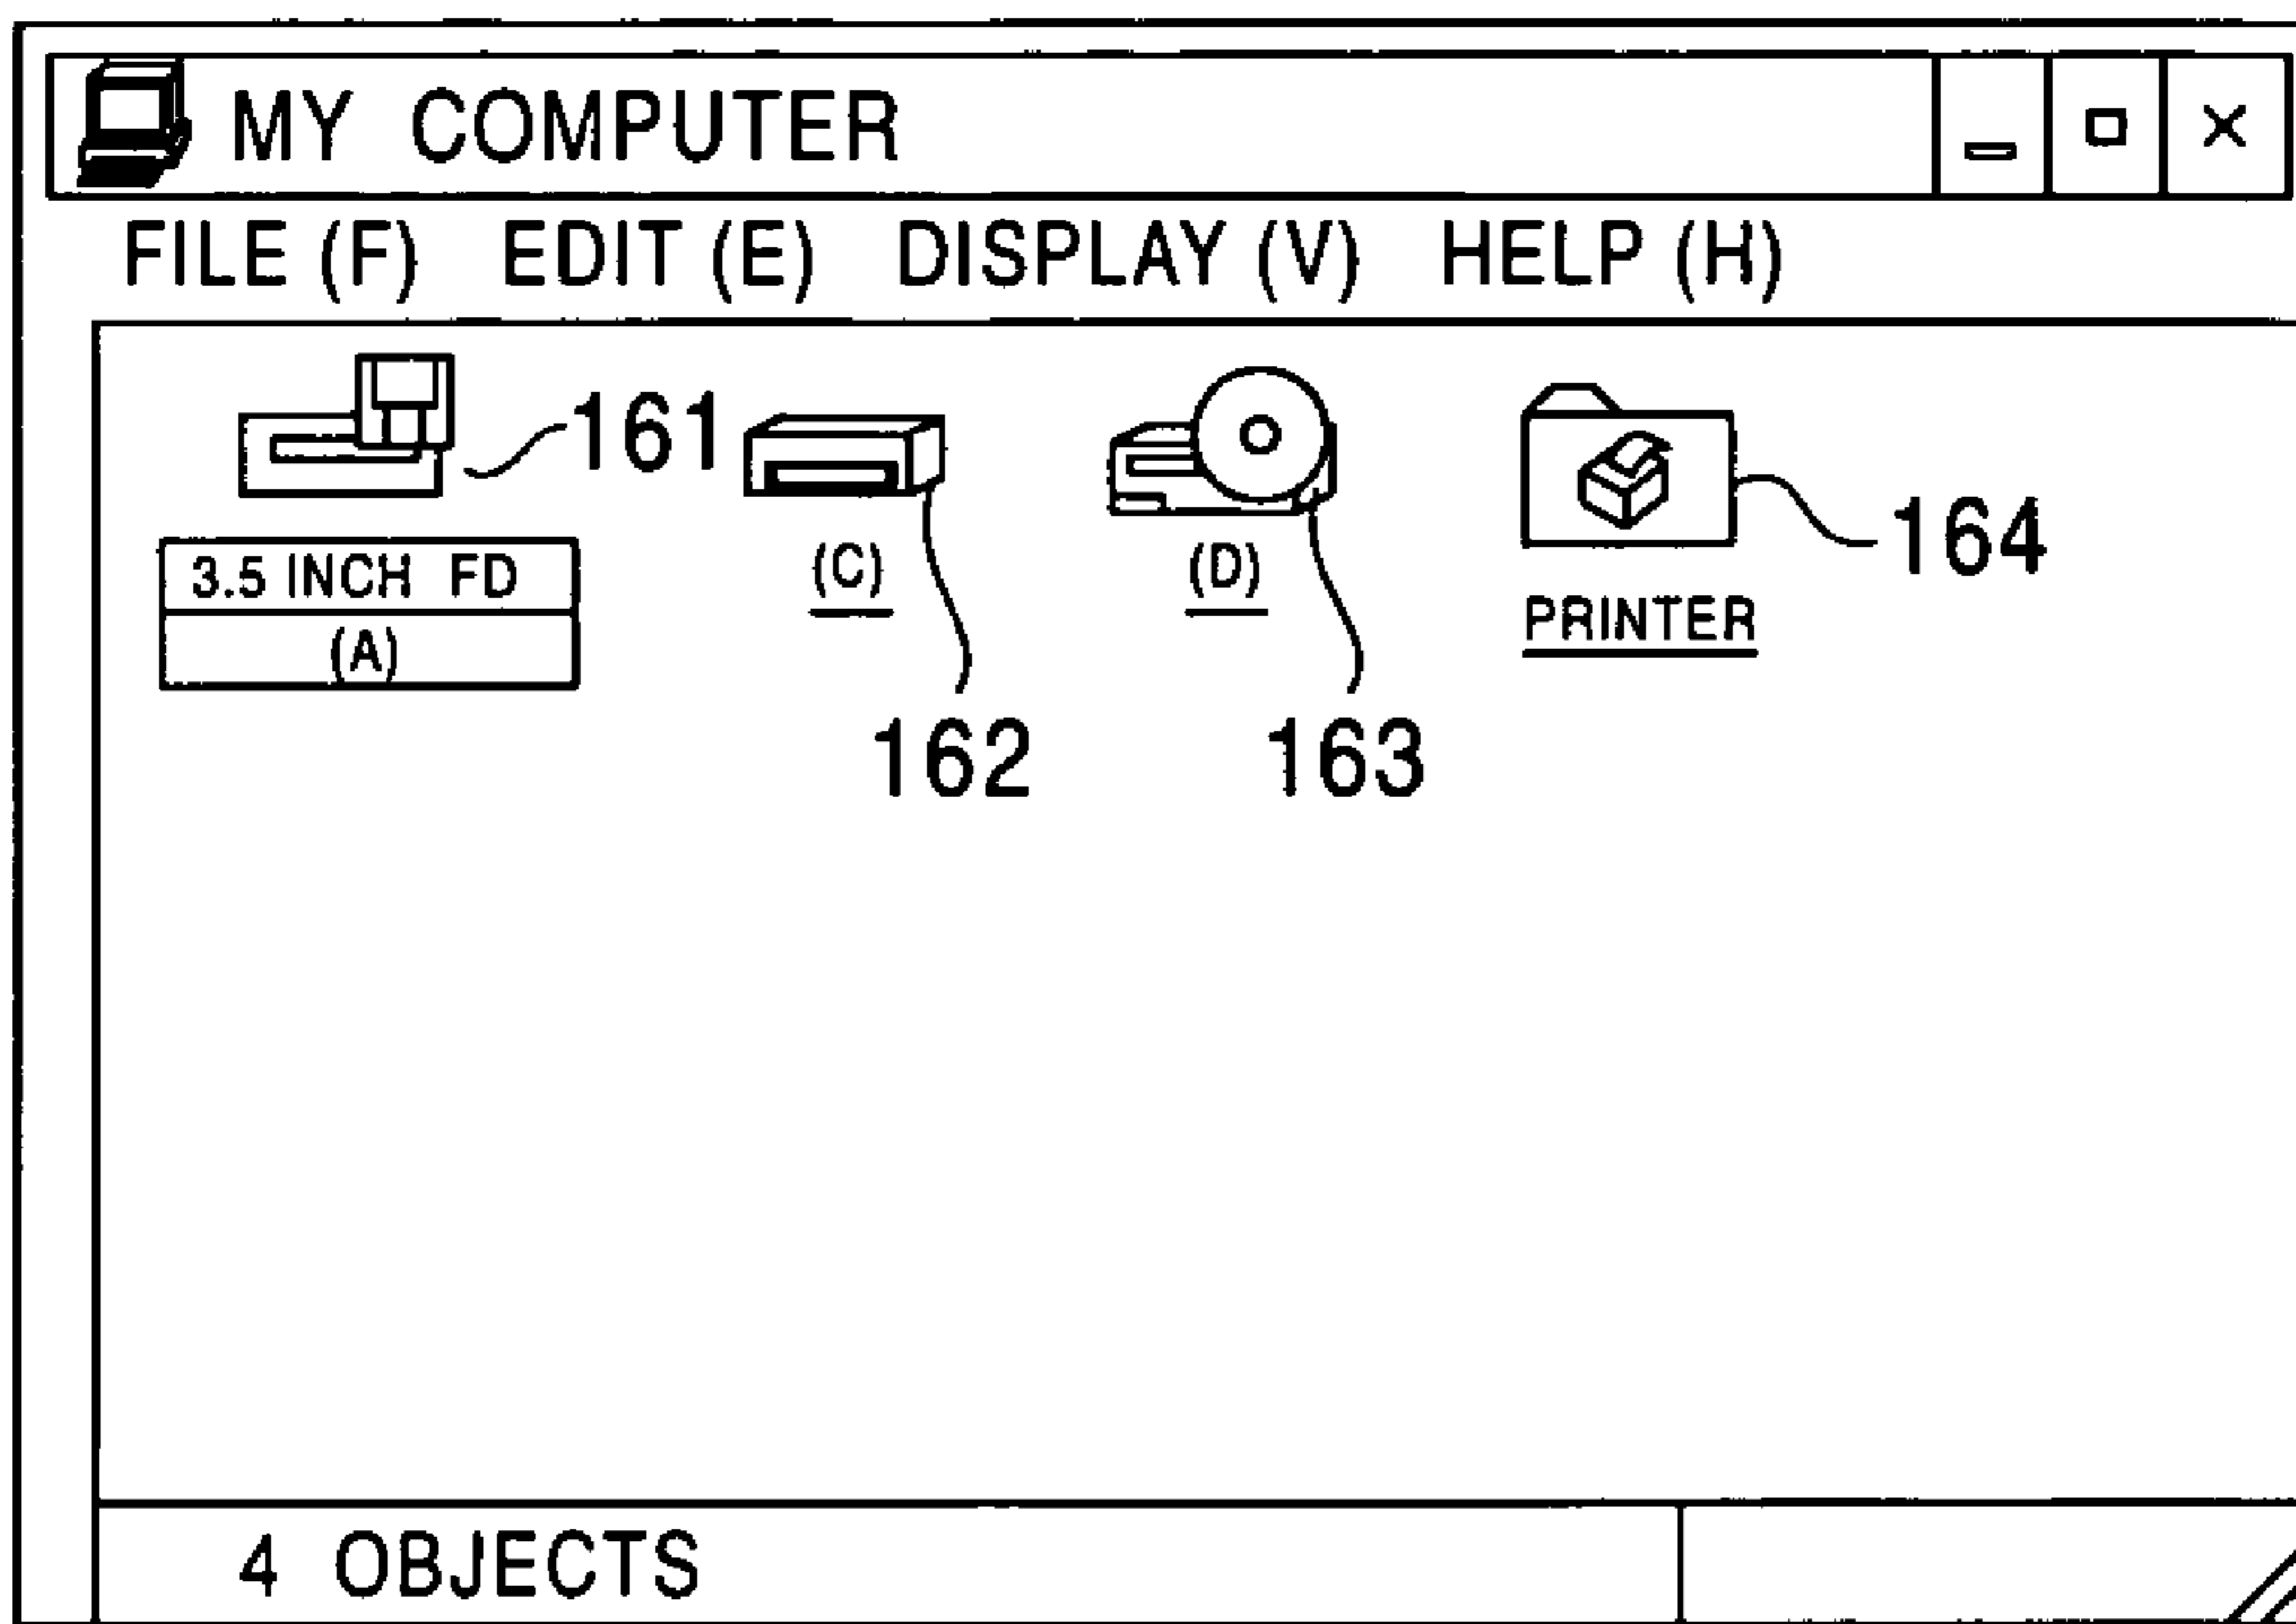 MY COMPUTER
FILE (F) EDIT (E) DISPLAY (V) HELP (H)
161
164
3.5 INCH FD
(A)
(C)
(D)
PRINTER
162
163
4 OBJECTS